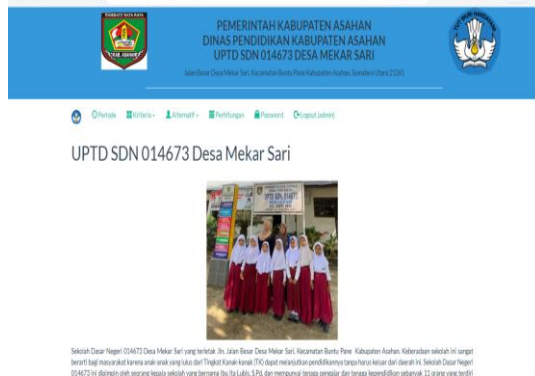 PEMERINTAH KABUPATEN ASAHAN
DINAS PENDIDIKAN KABUPATEN ASAHAN
UPTD SDN 014673 DESA MEKAR SARI
Jalan Besar Desa Mekar Sari, Kecamatan Buntu Pane Kabupaten Asahan, Sumatera Utara 21261
Periode Kriteria Alternatif Perhitungan Password Logout (admin)
UPTD SDN 014673 Desa Mekar Sari
UPTD SDN 014673
Sekolah Dasar Negeri 014673 Desa Mekar Sari yang terletak Jln. Jalan Besar Desa Mekar Sari, Kecamatan Buntu Pane Kabupaten Asahan. Keberadaan sekolah ini sangat
berarti bagi masyarakat karena anak-anak yang lulus dari Tingkat Kanak-kanak (TK) dapat melanjutkan pendidikannya tanpa harus keluar dari daerah ini. Sekolah Dasar Negeri
014673 ini dipimpin oleh seorang kepala sekolah yang bernama Ibu Ita Lubis, S.Pd, dan mempunyai tenaga pengajar dan tenaga kependidikan sebanyak 11 orang yang terdiri